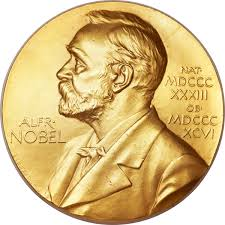 ALFR·
NOBEL
NAT·
MDCCC
XXXIII
OB·
MDCCC
XCVI